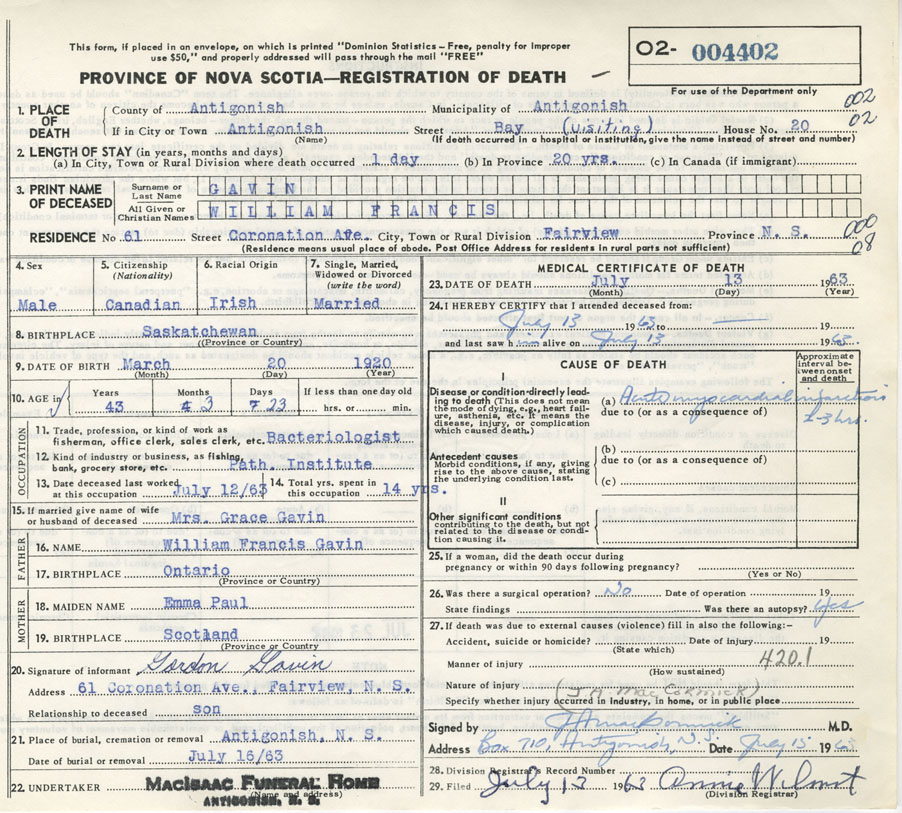 This form, if placed in an envelope, on which is printed "Dominion Statistics – Free, penalty for improper
use $50," and properly addressed will pass through the mail "FREE"
PROVINCE OF NOVA SCOTIA—REGISTRATION OF DEATH
O2- 004402
For use of the Department only
002
02
1. PLACE OF DEATH
County of Antigonish Municipality of Antigonish
If in City or Town Antigonish Street Bay (visiting) House No. 20
(Name) (If death occurred in a hospital or institution, give the name instead of street and number)
2. LENGTH OF STAY (in years, months and days)
(a) In City, Town or Rural Division where death occurred 1 day (b) In Province 20 yrs. (c) In Canada (if immigrant)
3. PRINT NAME OF DECEASED
Surname or Last Name GAVIN
All Given or Christian Names WILLIAM FRANCIS
000
08
RESIDENCE No 61 Street Coronation Ave. City, Town or Rural Division Fairview Province N. S.
(Residence means usual place of abode. Post Office Address for residents in rural parts not sufficient)
4. Sex
Male
5. Citizenship
(Nationality)
Canadian
6. Racial Origin
Irish
7. Single, Married,
Widowed or Divorced
(write the word)
Married
8. BIRTHPLACE Saskatchewan
(Province or Country)
9. DATE OF BIRTH March 20 1920
(Month) (Day) (Year)
10. AGE in
Years Months Days If less than one day old
43 4 3 7 23 hrs. or min.
OCCUPATION
11. Trade, profession, or kind of work as
fisherman, office clerk, sales clerk, etc. Bacteriologist
12. Kind of industry or business, as fishing,
bank, grocery store, etc. Path. Institute
13. Date deceased last worked
at this occupation July 12/63
14. Total yrs. spent in
this occupation 14 yrs.
15. If married give name of wife
or husband of deceased Mrs. Grace Gavin
FATHER
16. NAME William Francis Gavin
17. BIRTHPLACE Ontario
(Province or Country)
MOTHER
18. MAIDEN NAME Emma Paul
19. BIRTHPLACE Scotland
Province or Country
20. Signature of informant Gordon Gavin
Address 61 Coronation Ave., Fairview, N. S.
Relationship to deceased son
21. Place of burial, cremation or removal Antigonish, N. S.
Date of burial or removal July 16/63
22. UNDERTAKER MACISAAC FUNERAL HOME
(Name and address)
ANTIGONISH, N. S.
MEDICAL CERTIFICATE OF DEATH
23. DATE OF DEATH July 13 1963
(Month) (Day) (Year)
24. I HEREBY CERTIFY that I attended deceased from:
July 13 1963 to 19
and last saw him alive on July 13 1963.
CAUSE OF DEATH
Approximate
interval be-
tween onset
and death
I
Disease or condition directly lead-
ing to death (This does not mean
the mode of dying, e.g., heart fail-
ure, asthenia, etc. It means the
disease, injury, or complication
which caused death.)
(a) myocardial
due to (or as a consequence of)
2-3 hrs.
Antecedent causes
Morbid conditions, if any, giving
rise to the above cause, stating
the underlying condition last.
(b)
due to (or as a consequence of)
(c)
II
Other significant conditions
contributing to the death, but not
related to the disease or condi-
tion causing it.
25. If a woman, did the death occur during
pregnancy or within 90 days following pregnancy?
(Yes or No)
26. Was there a surgical operation? No Date of operation 19
State findings Was there an autopsy? Yes
27. If death was due to external causes (violence) fill in also the following:-
Accident, suicide or homicide? Date of injury 19
(State which)
Manner of injury 420.1
(How sustained)
Nature of injury (J.H. MacCormick)
Specify whether injury occurred in industry, in home, or in public place
Signed by M.D.
Address Box 710, Antigonish, N.S. Date July 15 1963
28. Division Registrar's Record Number
29. Filed July 13 1963 Annie Wilmot
(Division Registrar)